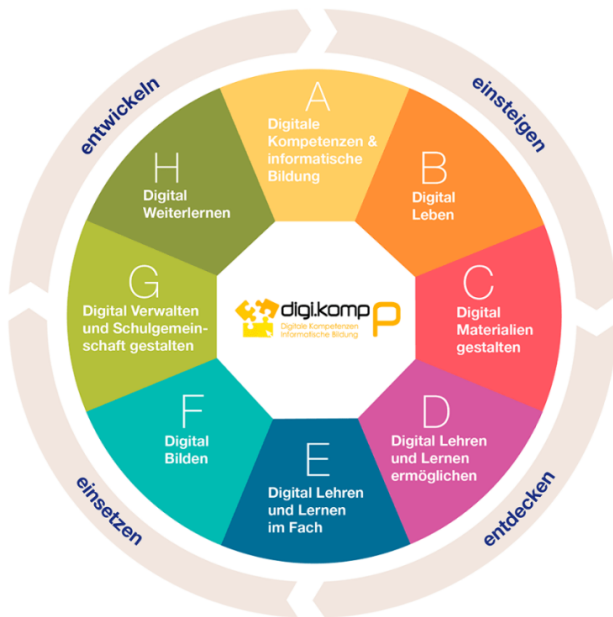 entwickeln
einsteigen
A
Digitale
Kompetenzen &
informatische
Bildung
B
Digital
Leben
C
Digital
Materialien
gestalten
D
Digital Lehren
und Lernen
ermöglichen
E
Digital Lehren
und Lernen
im Fach
F
Digital
Bilden
G
Digital Verwalten
und Schulgemein-
schaft gestalten
H
Digital
Weiterlernen
digi.komp P
Digitale Kompetenzen
Informatische Bildung
einsetzen
entdecken